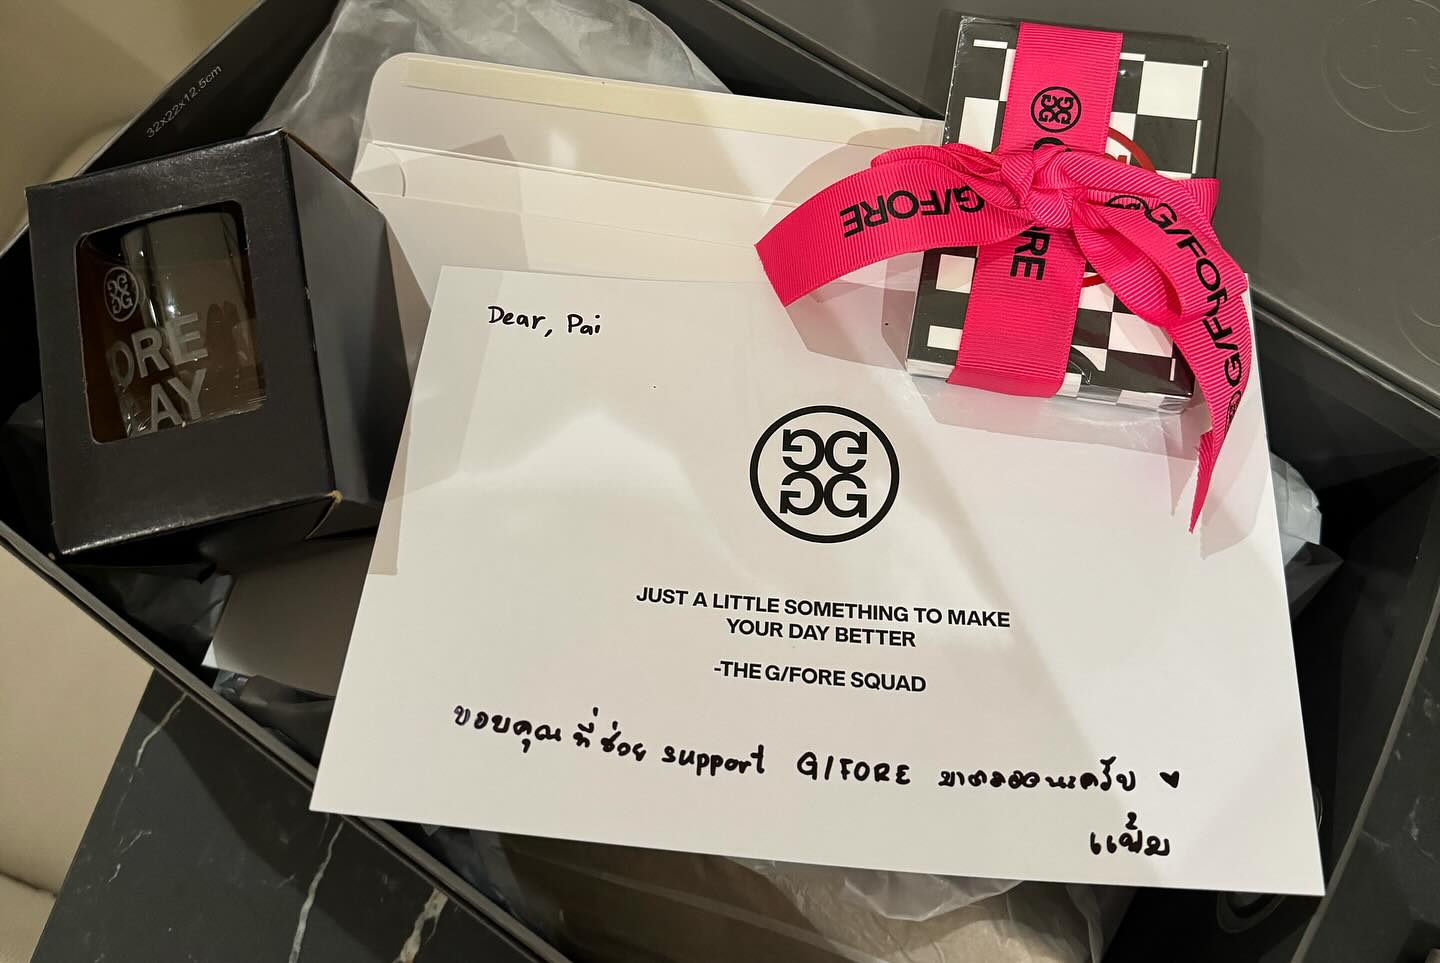 32x22x12.5cm
ORE
AY
G/FORE
G/FORE
G/FORE
G/FORE
Dear, Pai
JUST A LITTLE SOMETHING TO MAKE
YOUR DAY BETTER
-THE G/FORE SQUAD
ขอบคุณที่ช่วย support G/FORE มาตลอดนะครับ ♥
แฟ้ม